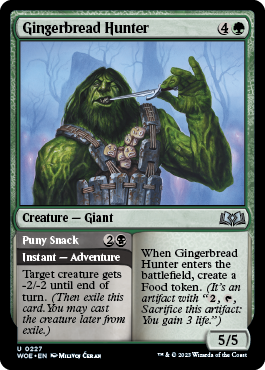 Gingerbread Hunter 4
Creature — Giant
Puny Snack 2
Instant — Adventure
Target creature gets
-2/-2 until end of
turn. (Then exile this
card. You may cast
the creature later from
exile.)
When Gingerbread
Hunter enters the
battlefield, create a
Food token. (It's an
artifact with "2, ,
Sacrifice this artifact:
You gain 3 life.")
5/5
U 0227
WOE • EN Milivoj Ćeran
™ & © 2023 Wizards of the Coast